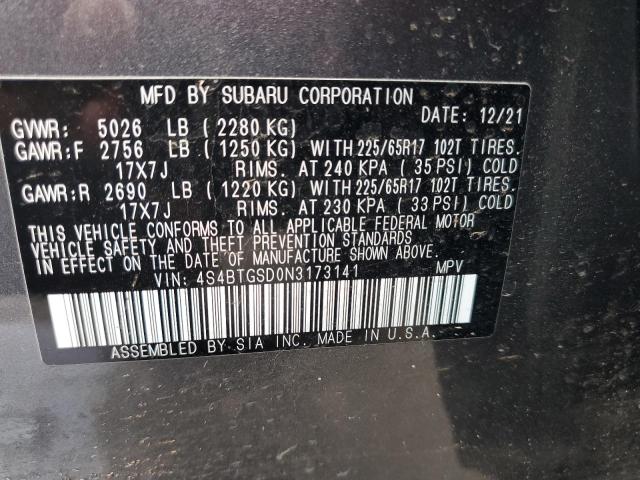 MFD BY SUBARU CORPORATION
DATE: 12/21
GVWR: 5026 LB ( 2280 KG)
GAWR:F 2756 LB ( 1250 KG) WITH 225/65R17 102T TIRES.
17X7J RIMS. AT 240 KPA ( 35 PSI) COLD
GAWR:R 2690 LB ( 1220 KG) WITH 225/65R17 102T TIRES.
17X7J RIMS. AT 230 KPA ( 33 PSI) COLD
THIS VEHICLE CONFORMS TO ALL APPLICABLE FEDERAL MOTOR
VEHICLE SAFETY AND THEFT PREVENTION STANDARDS
IN EFFECT ON THE DATE OF MANUFACTURE SHOWN ABOVE.
VIN: 4S4BTGSD0N3173141 MPV
ASSEMBLED BY SIA INC. MADE IN U.S.A.